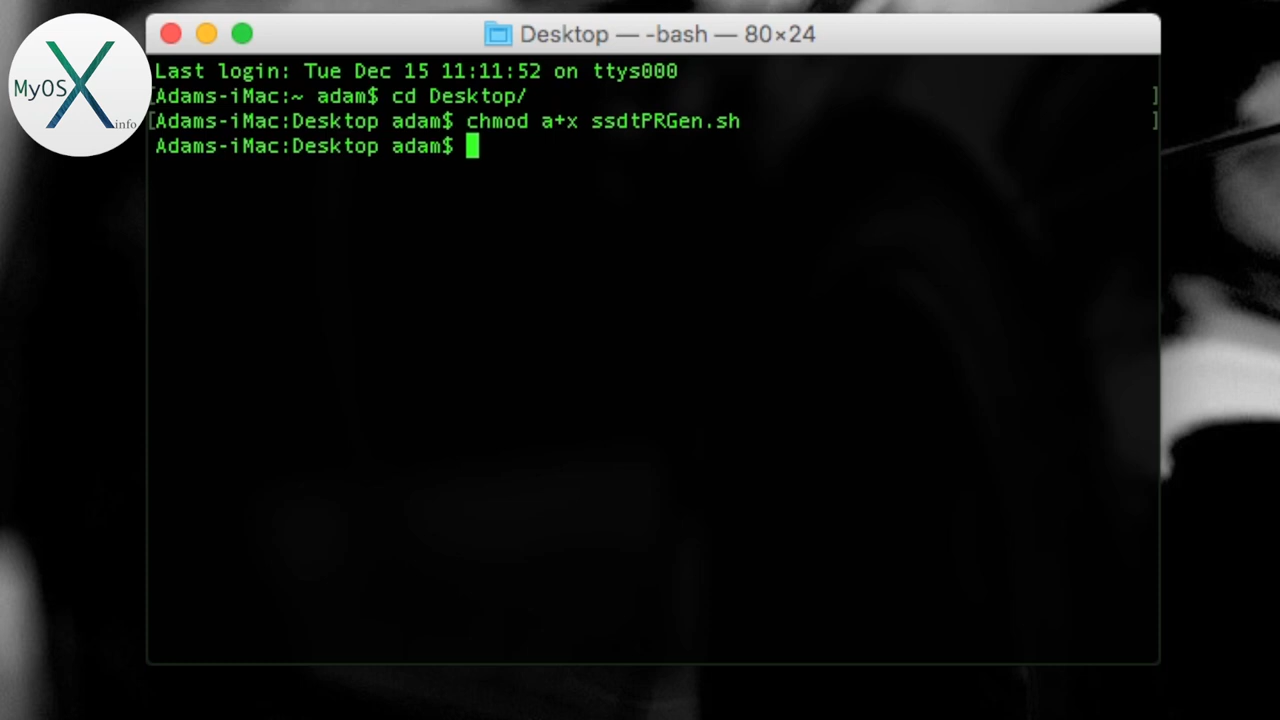 MyOSX
.info
Desktop — -bash — 80×24
Last login: Tue Dec 15 11:11:52 on ttys000
[Adams-iMac:~ adam$ cd Desktop/ ]
[Adams-iMac:Desktop adam$ chmod a+x ssdtPRGen.sh ]
Adams-iMac:Desktop adam$